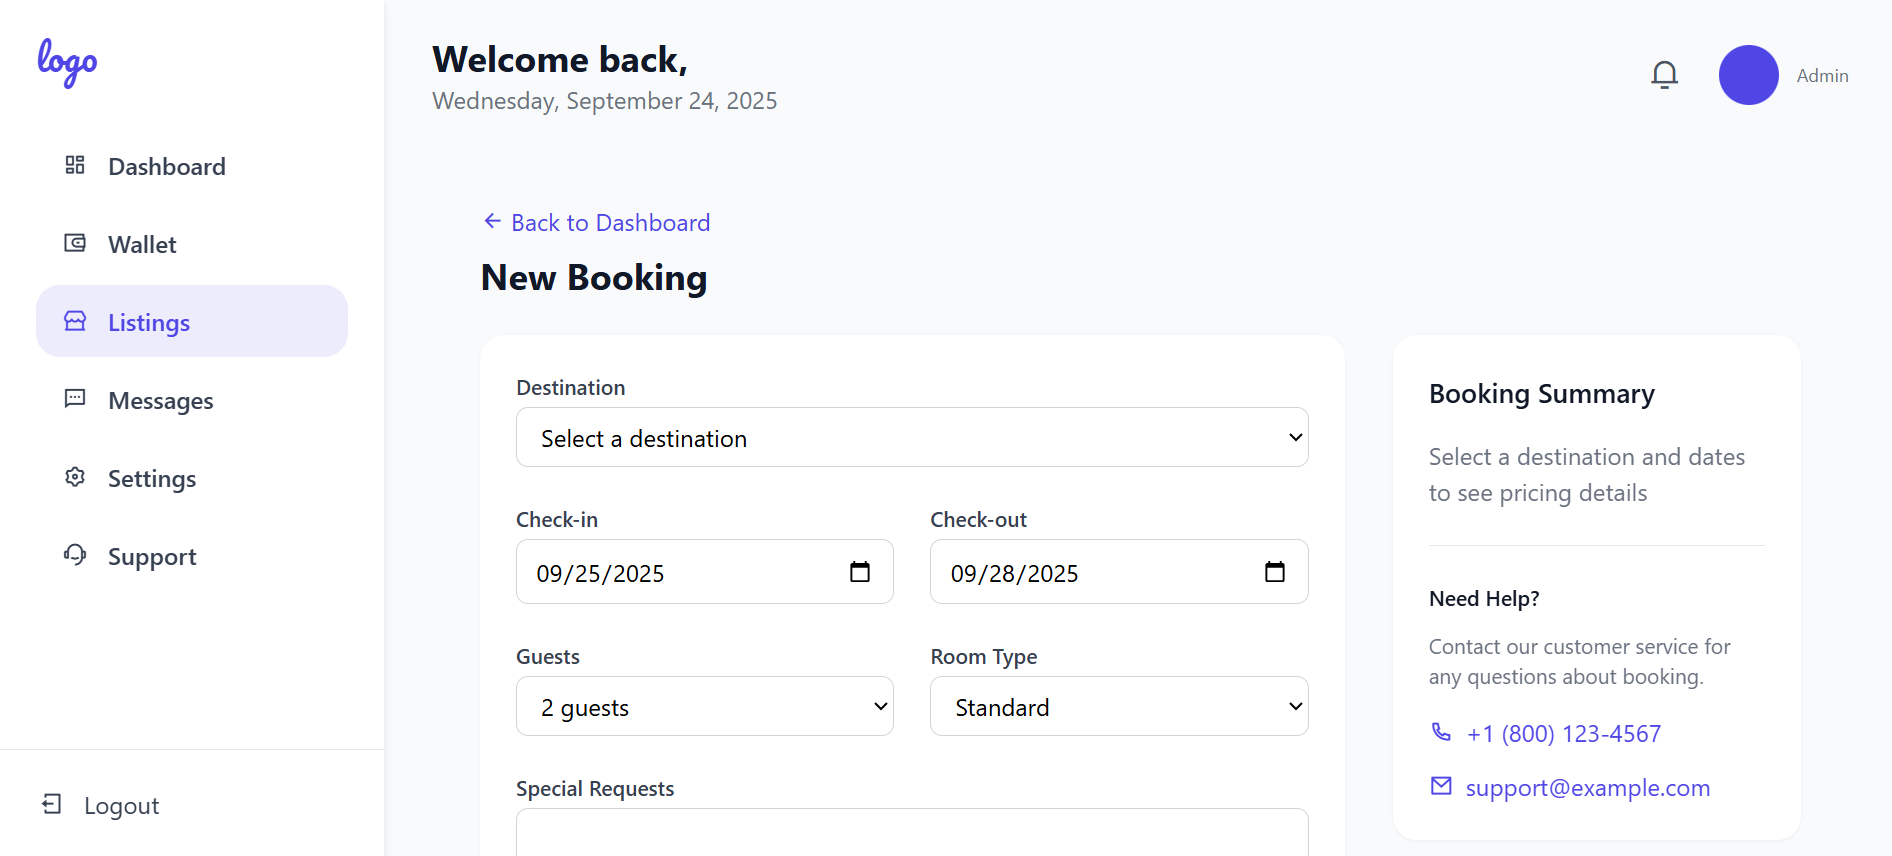 logo
Dashboard
Wallet
Listings
Messages
Settings
Support
Logout
Welcome back,
Wednesday, September 24, 2025
Admin
Back to Dashboard
New Booking
Destination
Select a destination
Check-in
Check-out
09/25/2025
09/28/2025
Guests
Room Type
2 guests
Standard
Special Requests
Booking Summary
Select a destination and dates
to see pricing details
Need Help?
Contact our customer service for
any questions about booking.
+1 (800) 123-4567
support@example.com